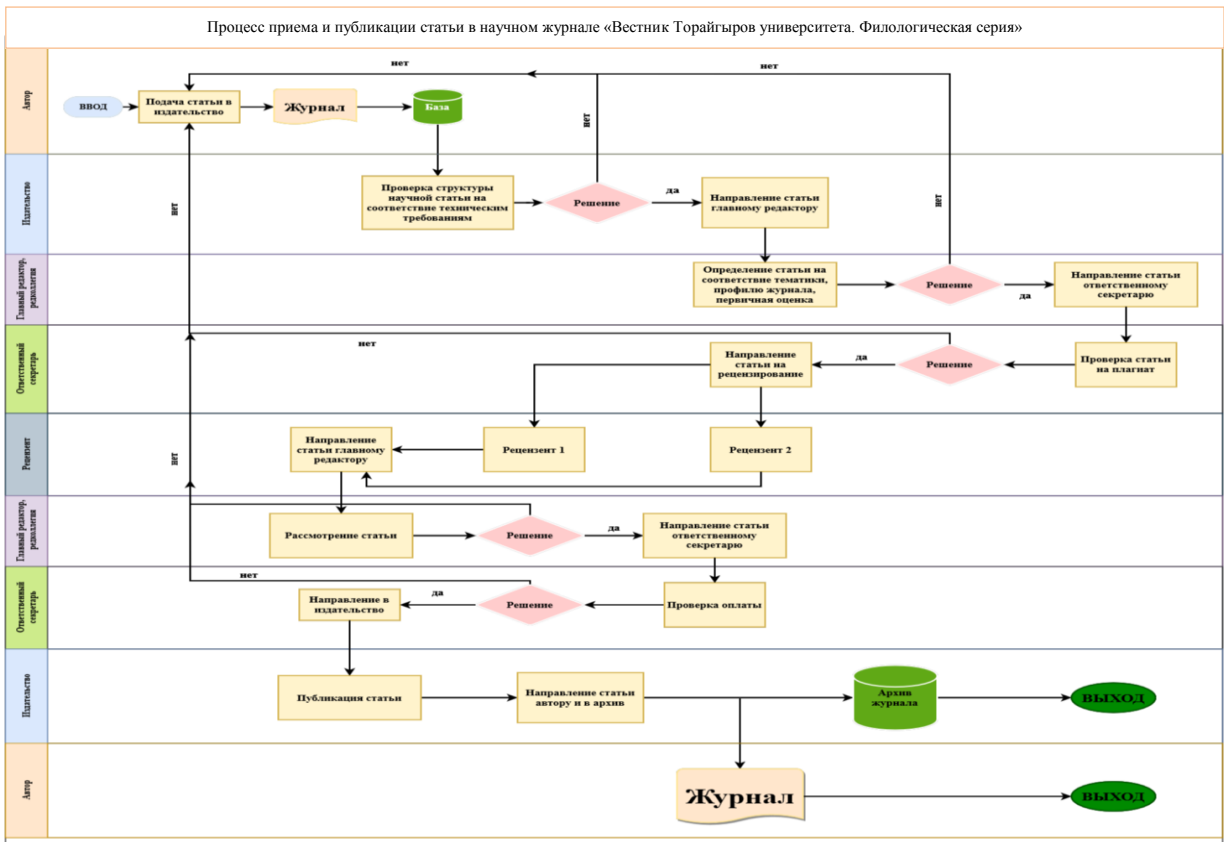 Процесс приема и публикации статьи в научном журнале «Вестник Торайгыров университета. Филологическая серия»
Автор
нет
нет
ВВОД
Подача статьи в
издательство
Журнал
База
нет
Издательство
нет
Проверка структуры
научной статьи на
соответствие техническим
требованиям
Решение
да
Направление статьи
главному редактору
нет
Главный редактор,
редколлегия
Определение статьи на
соответствие тематики,
профилю журнала,
первичная оценка
Решение
да
Направление статьи
ответственному
секретарю
Ответственный
секретарь
нет
Направление
статьи на
рецензирование
да
Решение
Проверка статьи
на плагиат
Рецензент
нет
Направление
статьи главному
редактору
Рецензент 1
Рецензент 2
Главный редактор,
редколлегия
Рассмотрение статьи
Решение
да
Направление статьи
ответственному
секретарю
Ответственный
секретарь
нет
Направление в
издательство
да
Решение
Проверка оплаты
Издательство
Публикация статьи
Направление статьи
автору и в архив
Архив
журнала
ВЫХОД
Автор
Журнал
ВЫХОД